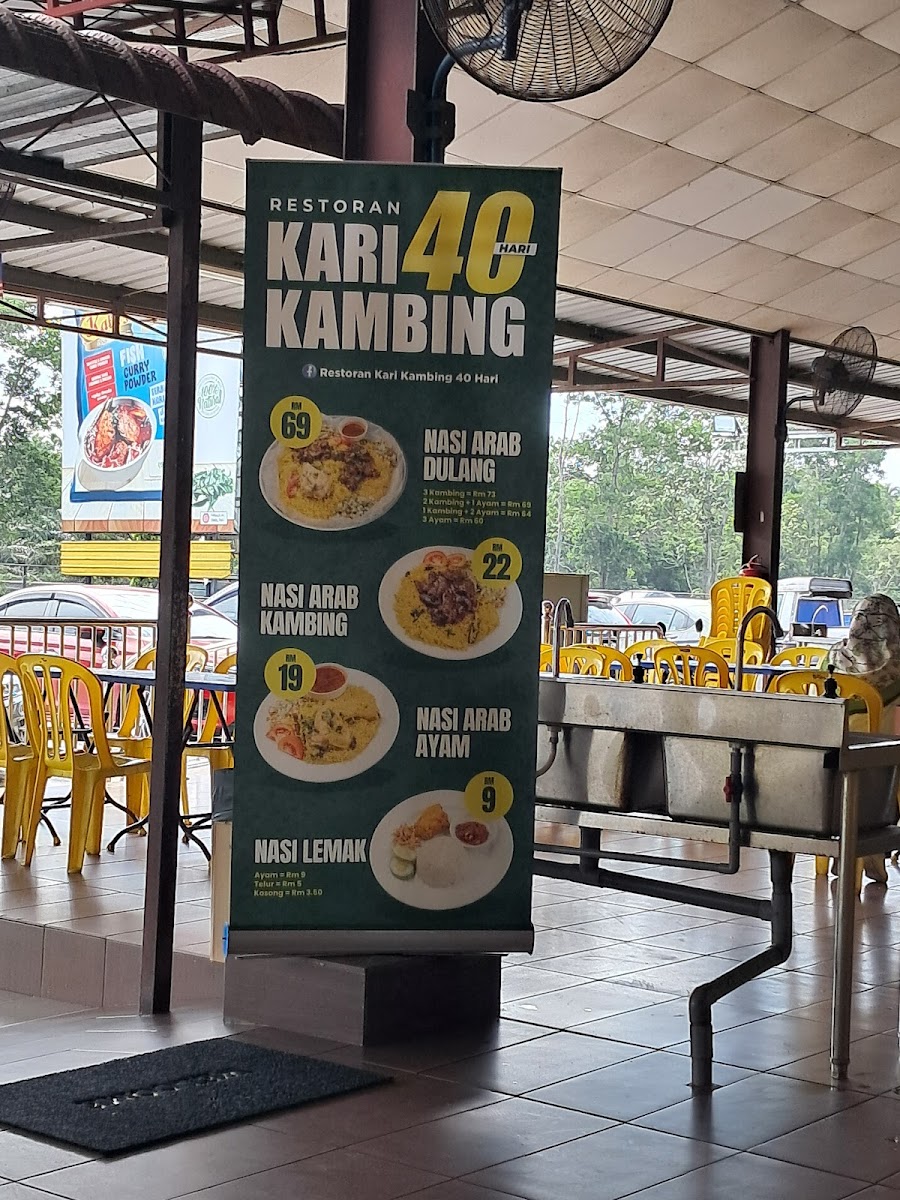 RESTORAN
KARI 40
HARI
KAMBING
Restoran Kari Kambing 40 Hari
RM
69
NASI ARAB
DULANG
3 Kambing = Rm 73
2 Kambing + 1 Ayam = Rm 69
1 Kambing + 2 Ayam = Rm 64
3 Ayam = Rm 60
RM
22
NASI ARAB
KAMBING
RM
19
NASI ARAB
AYAM
RM
9
NASI LEMAK
Ayam = Rm 9
Telur = Rm 5
Kosong = Rm 3.50
FISH
CURRY
POWDER
100%